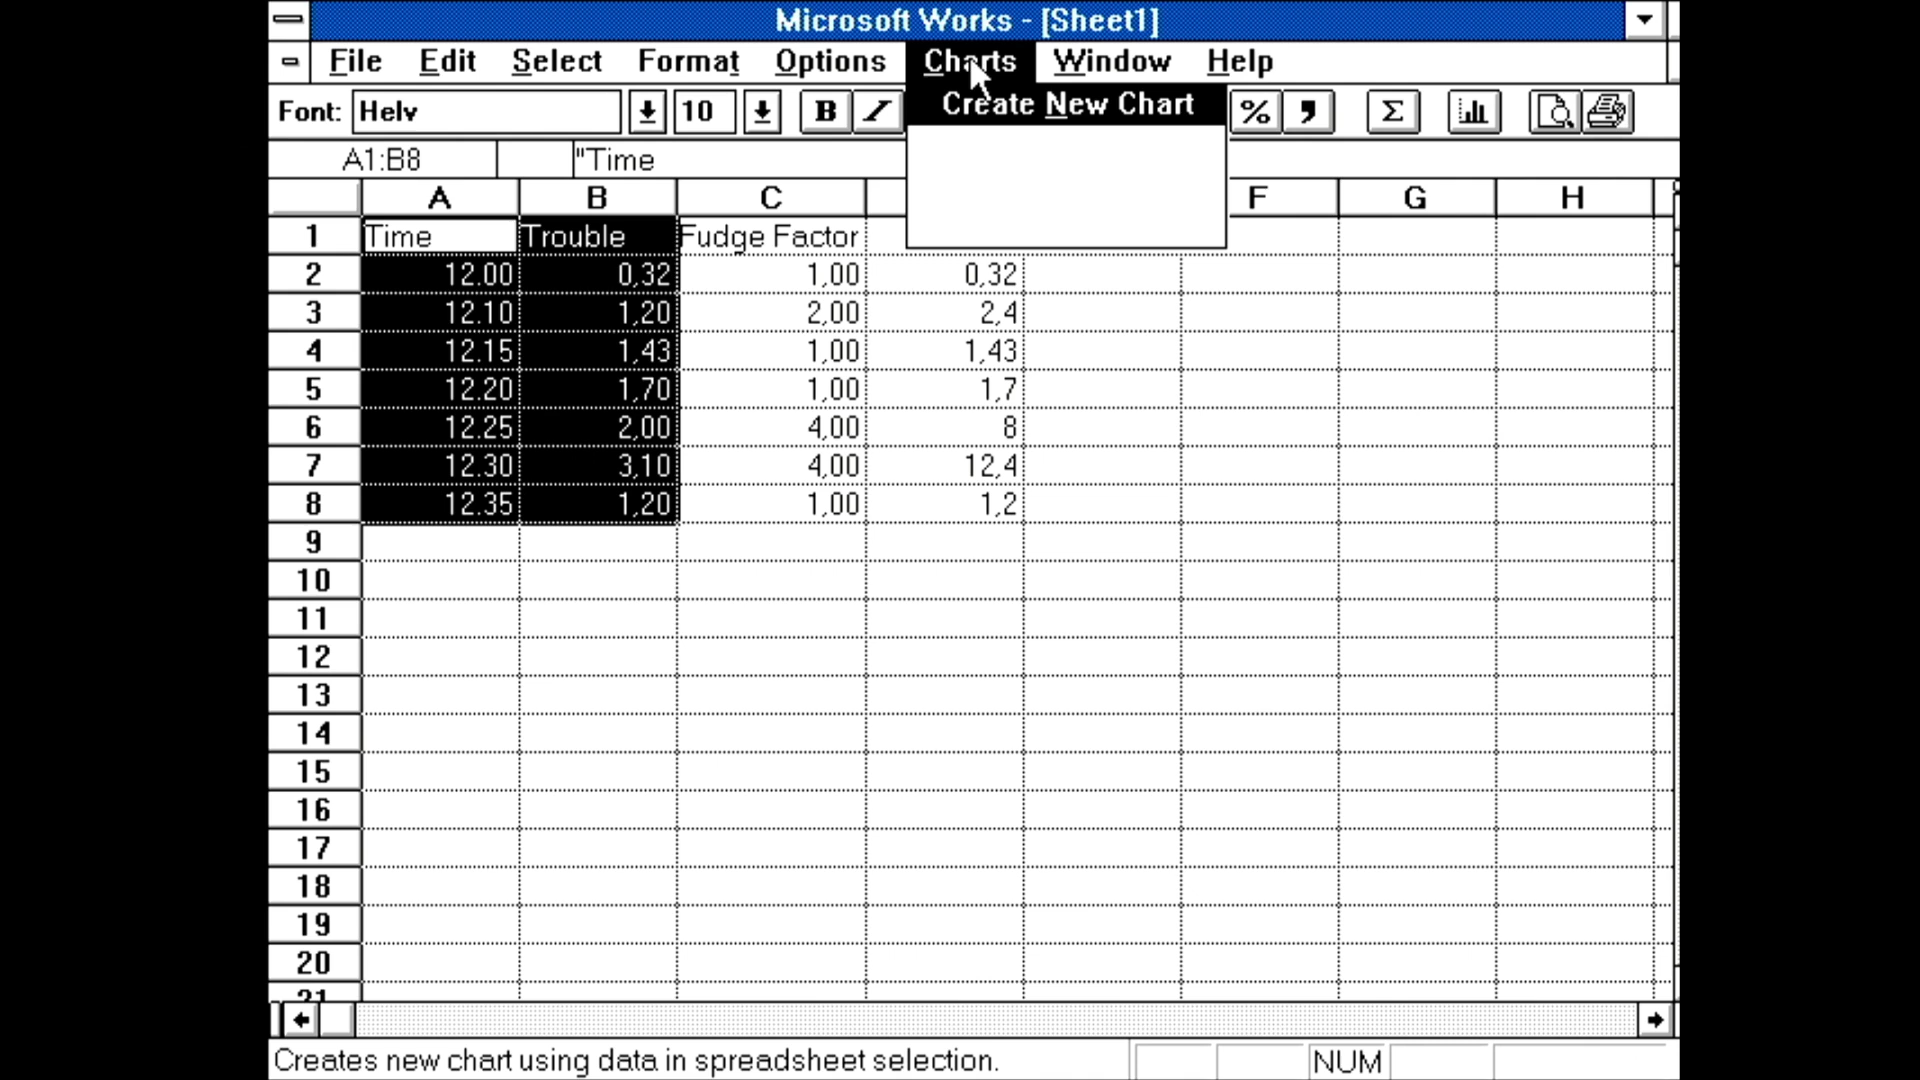 Microsoft Works - [Sheet1]
File Edit Select Format Options Charts Window Help
Create New Chart
Font: Helv 10 B I % , Σ
A1:B8 "Time
A B C F G H
1 Time Trouble Fudge Factor
2 12.00 0,32 1,00 0,32
3 12.10 1,20 2,00 2,4
4 12.15 1,43 1,00 1,43
5 12.20 1,70 1,00 1,7
6 12.25 2,00 4,00 8
7 12.30 3,10 4,00 12,4
8 12.35 1,20 1,00 1,2
9
10
11
12
13
14
15
16
17
18
19
20
21
Creates new chart using data in spreadsheet selection. NUM